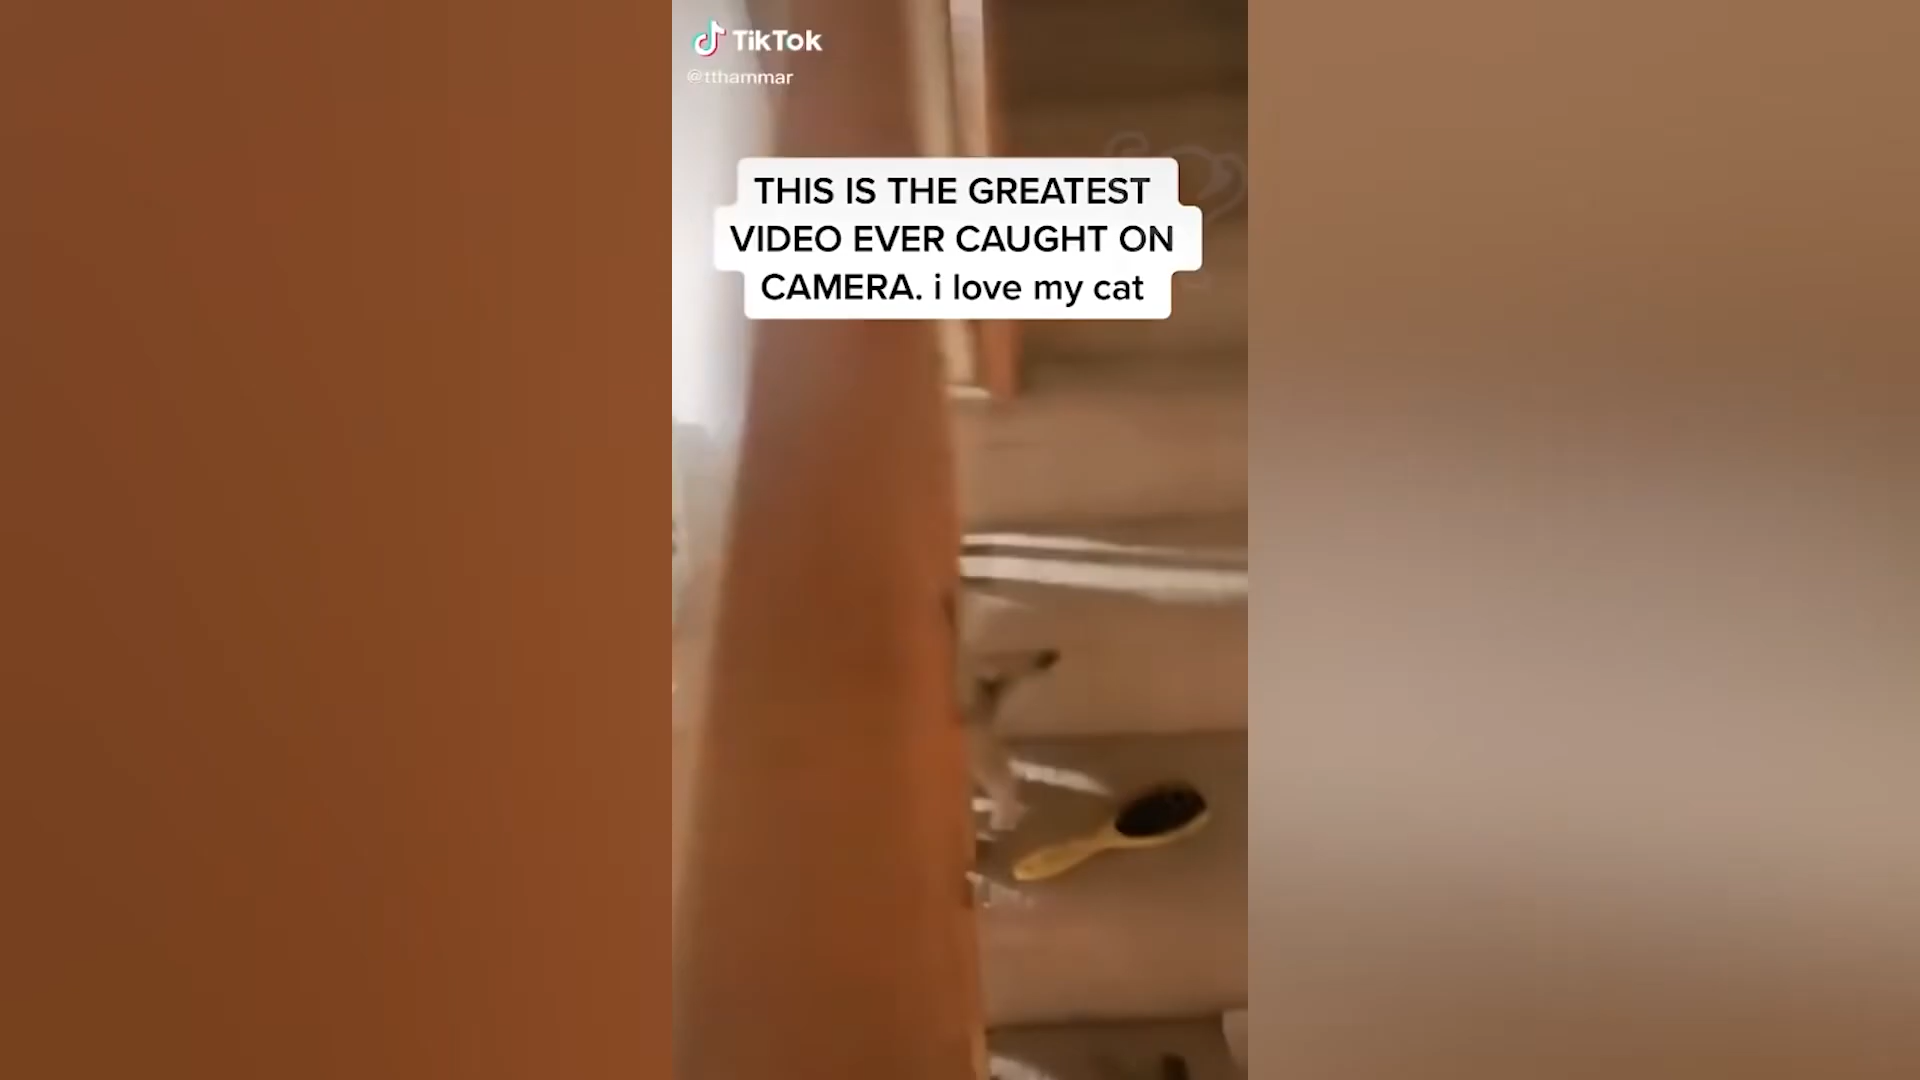 TikTok
@tthammar
THIS IS THE GREATEST
VIDEO EVER CAUGHT ON
CAMERA. i love my cat